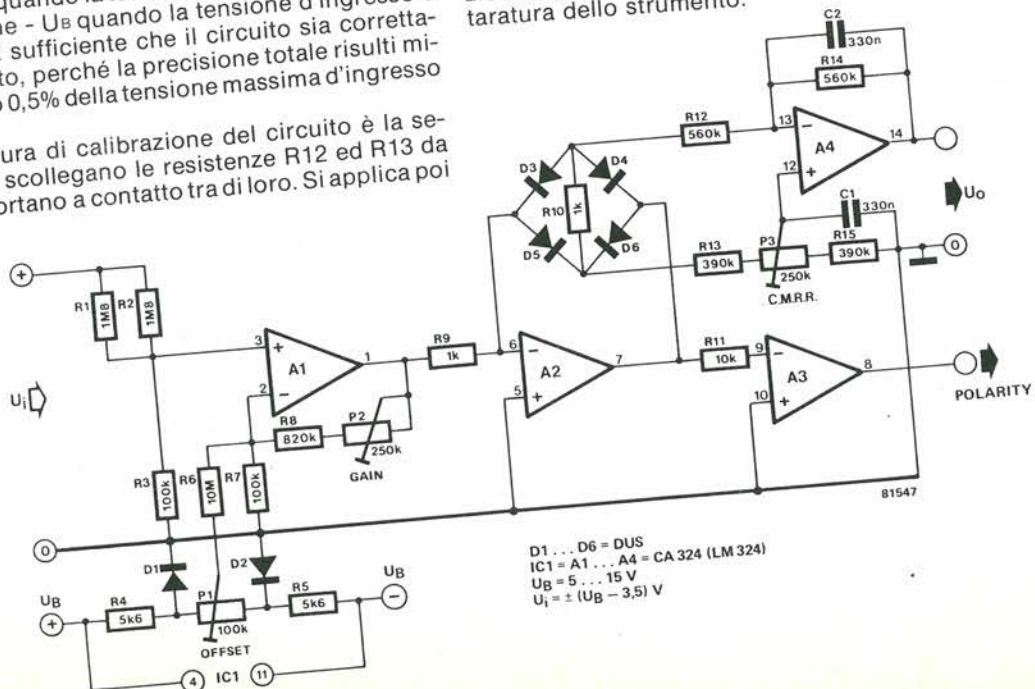 quando la
ne - UB quando la tensione d'ingresso
sufficiente che il circuito sia corretta-
to, perché la precisione totale risulti mi-
0,5% della tensione massima d'ingresso
ura di calibrazione del circuito è la se-
scollegano le resistenze R12 ed R13 da
ortano a contatto tra di loro. Si applica poi
taratura dello strumento.
C2
330n
R14
560k
R12
560k
13
14
A4
12
D3
D4
R10
1k
D5
D6
C1
330n
Uo
R13
390k
P3
250k
R15
390k
0
C.M.R.R.
+
R1
1M8
R2
1M8
3
+
A1
1
2
-
R9
1k
6
-
A2
7
5
+
R11
10k
9
-
A3
8
10
+
POLARITY
Ui
R8
820k
P2
250k
GAIN
R3
100k
R6
10M
R7
100k
81547
0
D1
D2
UB
+
R4
5k6
P1
100k
R5
5k6
UB
-
OFFSET
4
IC1
11
D1 . . . D6 = DUS
IC1 = A1 . . . A4 = CA 324 (LM 324)
UB = 5 . . . 15 V
Ui = ± (UB – 3,5) V